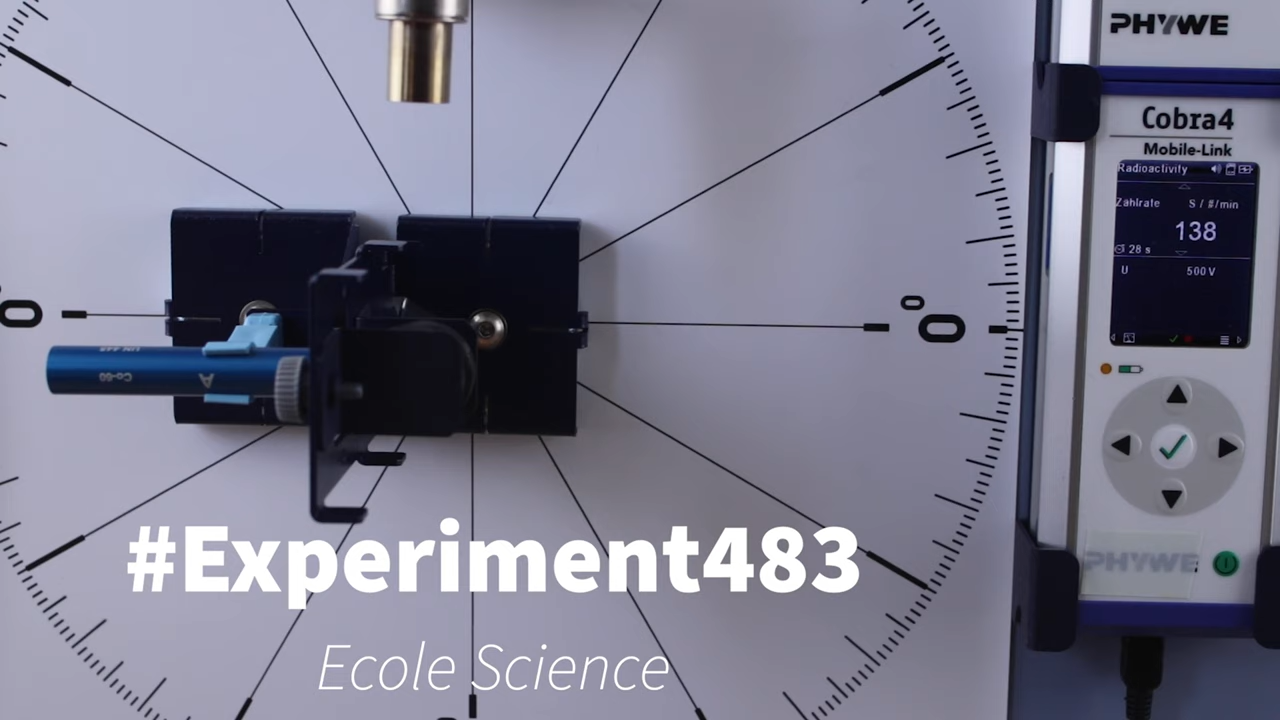 PHYWE
Cobra4
Mobile-Link
Radioactivity
Zählrate S / #/min
138
28 s
U 500 V
0
°0
A
Co-60
#Experiment483
Ecole Science
PHYWE